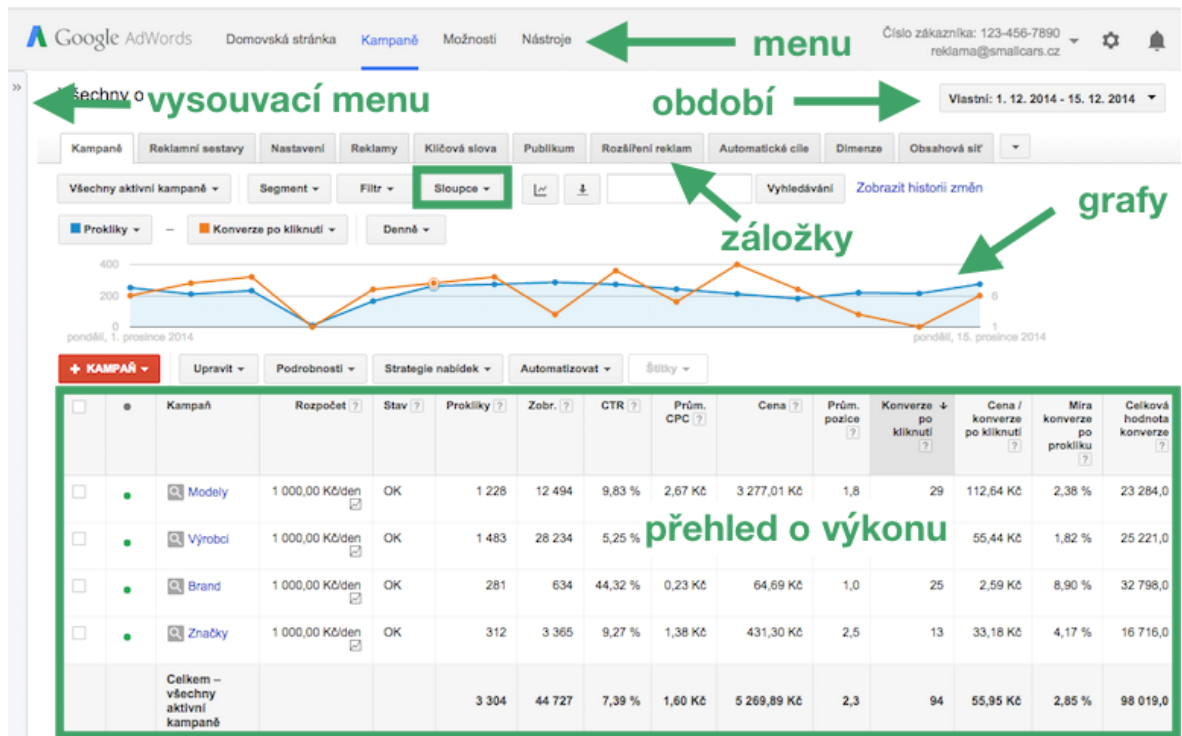 Google AdWords Domovská stránka Kampaně Možnosti Nástroje menu Číslo zákazníka: 123-456-7890
reklama@smallcars.cz
» Všechny o vysouvací menu období Vlastní: 1. 12. 2014 - 15. 12. 2014
Kampaně Reklamní sestavy Nastavení Reklamy Klíčová slova Publikum Rozšíření reklam Automatické cíle Dimenze Obsahová síť
Všechny aktivní kampaně Segment Filtr Sloupce Vyhledávání Zobrazit historii změn
grafy
Prokliky – Konverze po kliknutí Denně
záložky
400
200 6
0 1
pondělí, 1. prosince 2014 pondělí, 15. prosince 2014
+ KAMPAŇ Upravit Podrobnosti Strategie nabídek Automatizovat Štítky
Kampaň Rozpočet ? Stav ? Prokliky ? Zobr. ? CTR ? Prům. CPC ? Cena ? Prům. pozice ? Konverze ↓ po kliknutí ? Cena / konverze po kliknutí ? Míra konverze po prokliku ? Celková hodnota konverze ?
Modely 1 000,00 Kč/den OK 1 228 12 494 9,83 % 2,67 Kč 3 277,01 Kč 1,8 29 112,64 Kč 2,38 % 23 284,0
přehled o výkonu
Výrobci 1 000,00 Kč/den OK 1 483 28 234 5,25 % 55,44 Kč 1,82 % 25 221,0
Brand 1 000,00 Kč/den OK 281 634 44,32 % 0,23 Kč 64,69 Kč 1,0 25 2,59 Kč 8,90 % 32 798,0
Značky 1 000,00 Kč/den OK 312 3 365 9,27 % 1,38 Kč 431,30 Kč 2,5 13 33,18 Kč 4,17 % 16 716,0
Celkem –
všechny
aktivní
kampaně 3 304 44 727 7,39 % 1,60 Kč 5 269,89 Kč 2,3 94 55,95 Kč 2,85 % 98 019,0